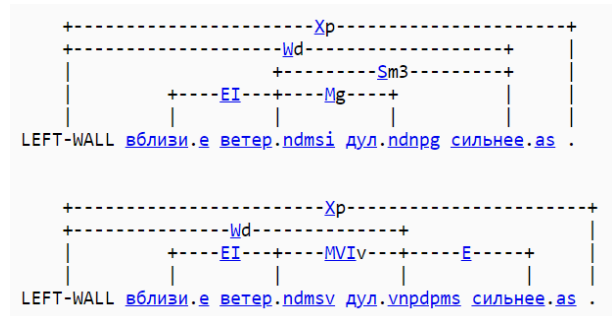 +------------------------Xp------------------------+
+---------------------Wd---------------------+ |
| +---------Sm3---------+ |
| +----EI---+----Mg----+ | |
| | | | | |
LEFT-WALL вблизи.e ветер.ndmsi дул.ndnpg сильнее.as .
+--------------------------Xp-------------------------+
+---------------Wd---------------+ |
| +----EI---+----MVIv----+------E-----+ |
| | | | | |
LEFT-WALL вблизи.e ветер.ndmsv дул.vnpdpms сильнее.as .